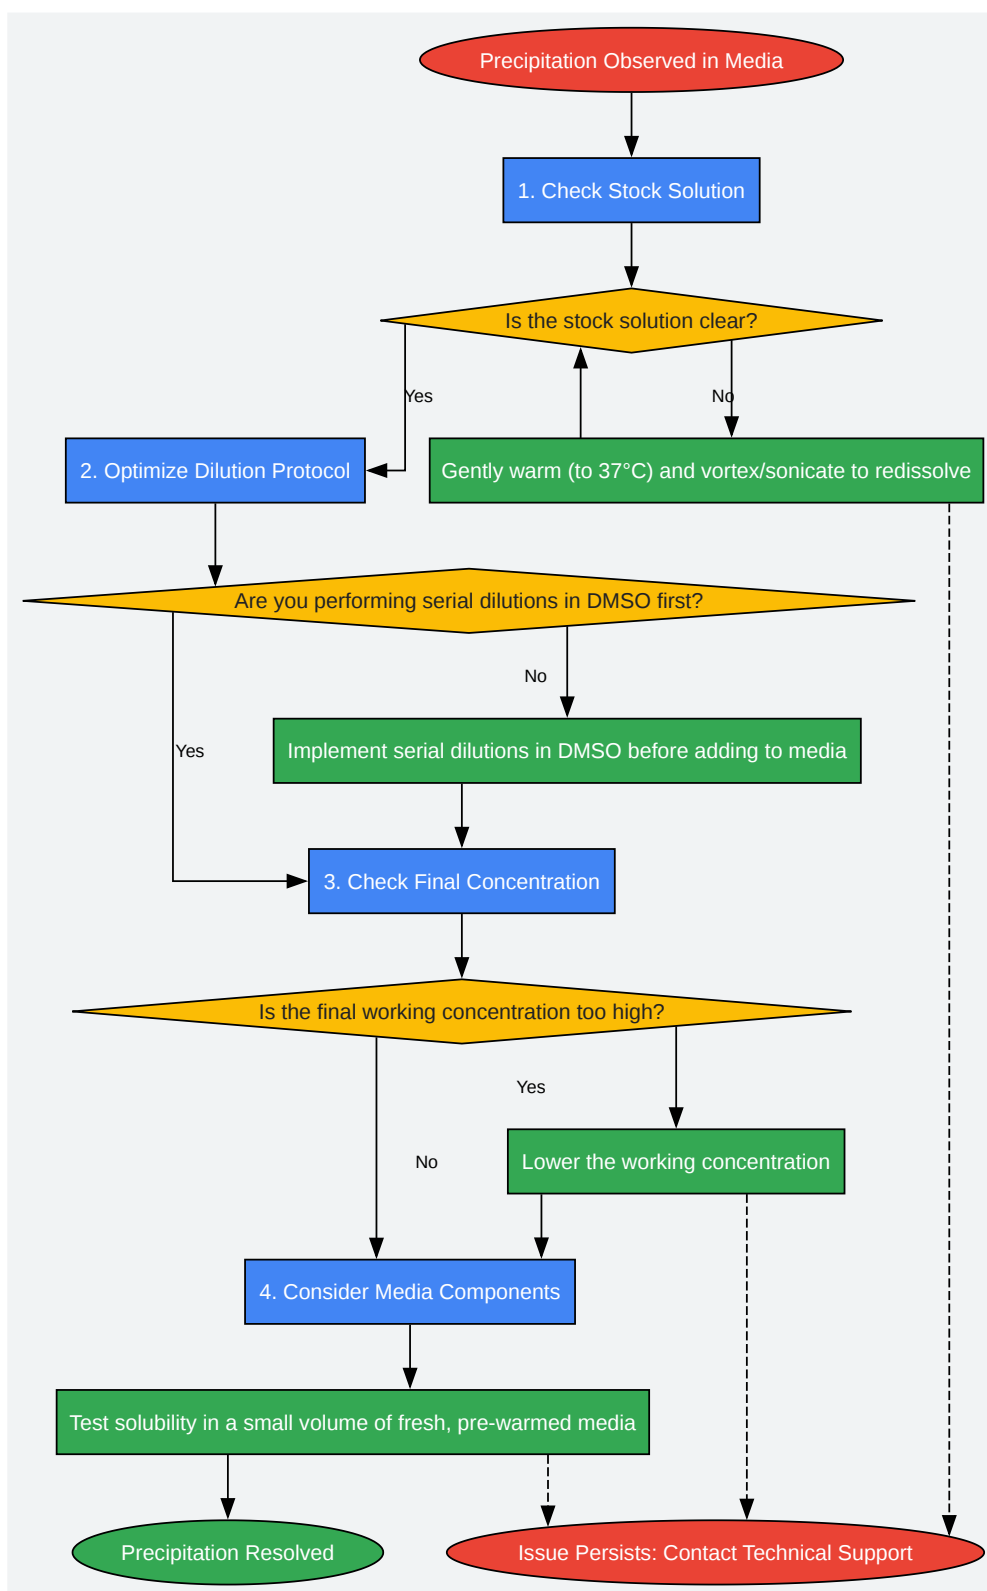 Precipitation Observed in Media
1. Check Stock Solution
Is the stock solution clear?
Yes
No
2. Optimize Dilution Protocol
Gently warm (to 37°C) and vortex/sonicate to redissolve
Are you performing serial dilutions in DMSO first?
No
Yes
Implement serial dilutions in DMSO before adding to media
3. Check Final Concentration
Is the final working concentration too high?
Yes
No
Lower the working concentration
4. Consider Media Components
Test solubility in a small volume of fresh, pre-warmed media
Precipitation Resolved
Issue Persists: Contact Technical Support